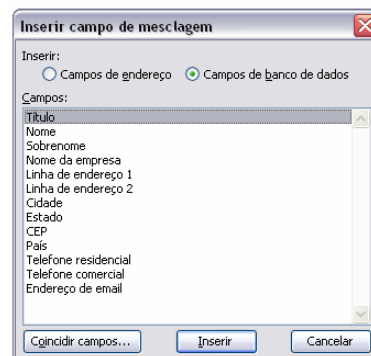 Inserir campo de mesclagem
Inserir:
Campos de endereço Campos de banco de dados
Campos:
Título
Nome
Sobrenome
Nome da empresa
Linha de endereço 1
Linha de endereço 2
Cidade
Estado
CEP
País
Telefone residencial
Telefone comercial
Endereço de email
Coincidir campos... Inserir Cancelar